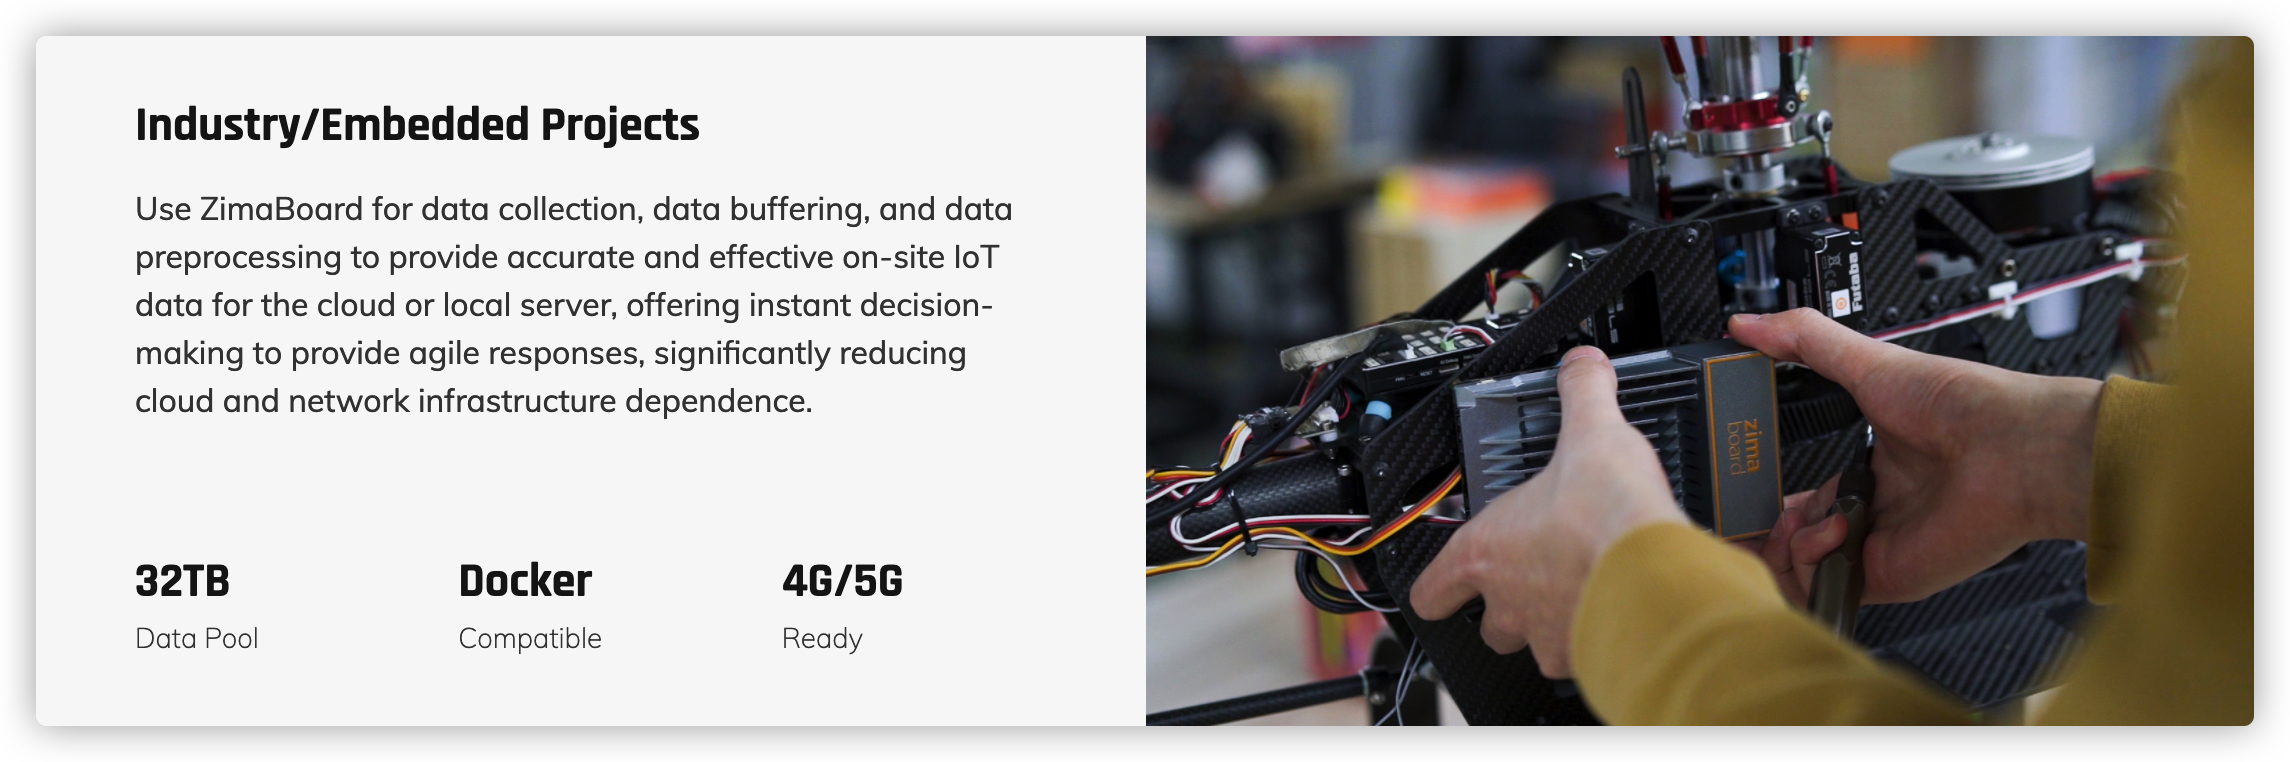 Industry/Embedded Projects
Use ZimaBoard for data collection, data buffering, and data
preprocessing to provide accurate and effective on-site IoT
data for the cloud or local server, offering instant decision-
making to provide agile responses, significantly reducing
cloud and network infrastructure dependence.
32TB
Docker
4G/5G
Data Pool
Compatible
Ready
Futaba
zima
board